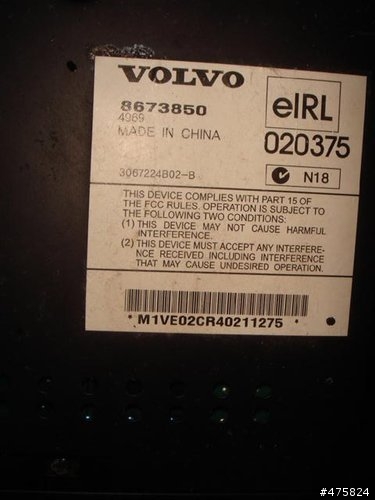 VOLVO
8673850
4969
MADE IN CHINA
3067224B02-B
eIRL
020375
N18
THIS DEVICE COMPLIES WITH PART 15 OF
THE FCC RULES. OPERATION IS SUBJECT TO
THE FOLLOWING TWO CONDITIONS:
(1) THIS DEVICE MAY NOT CAUSE HARMFUL
INTERFERENCE.
(2) THIS DEVICE MUST ACCEPT ANY INTERFERE-
NCE RECEIVED INCLUDING INTERFERENCE
THAT MAY CAUSE UNDESIRED OPERATION.
* M1VE02CR40211275 *
#475824